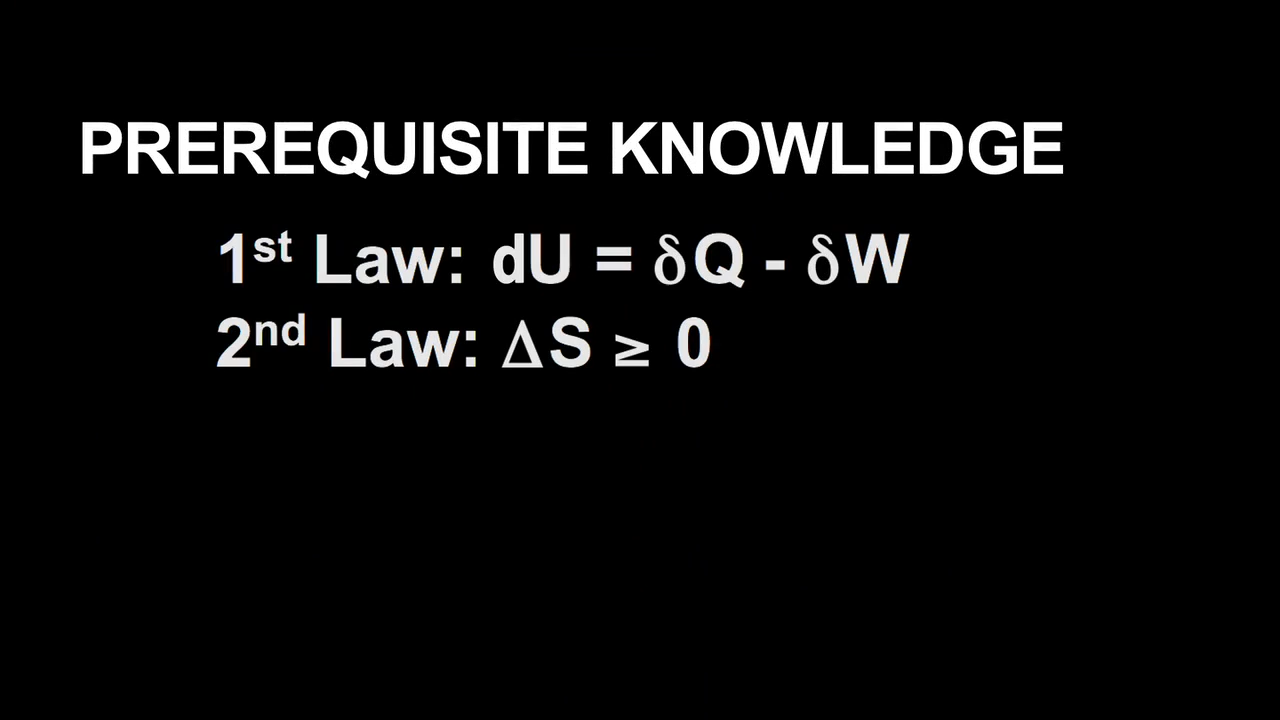 PREREQUISITE KNOWLEDGE
1st Law: dU = δQ - δW
2nd Law: ΔS ≥ 0